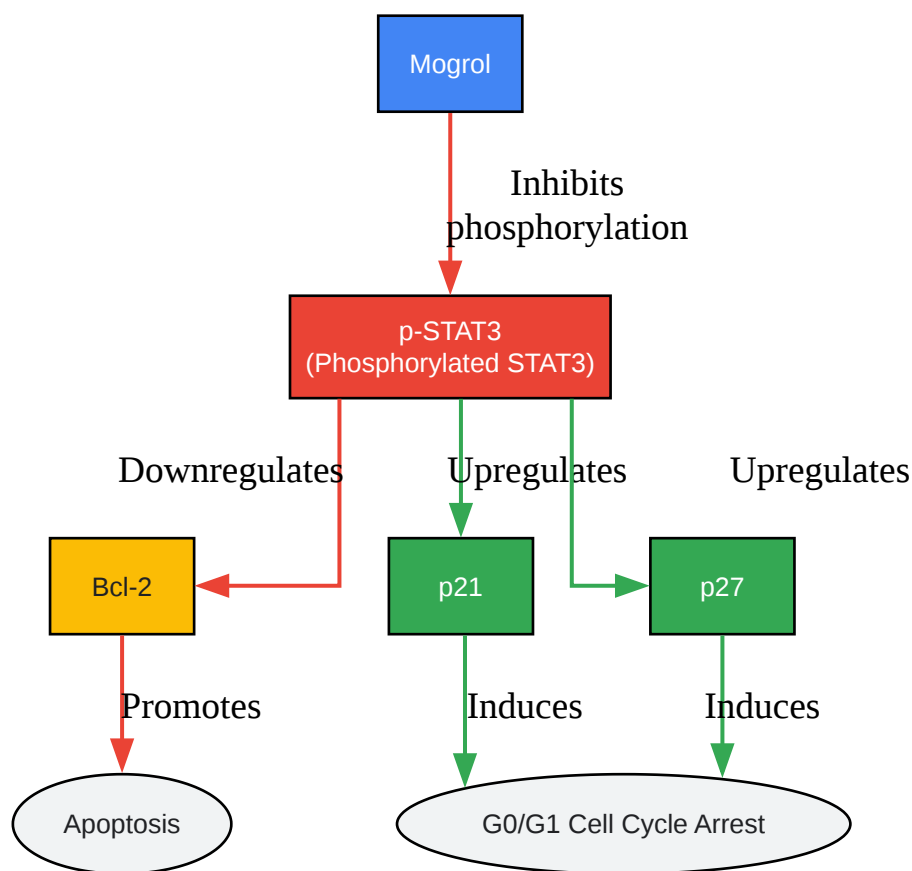 Mogrol
Inhibits
phosphorylation
p-STAT3
(Phosphorylated STAT3)
Downregulates
Upregulates
Upregulates
Bcl-2
p21
p27
Promotes
Induces
Induces
Apoptosis
G0/G1 Cell Cycle Arrest